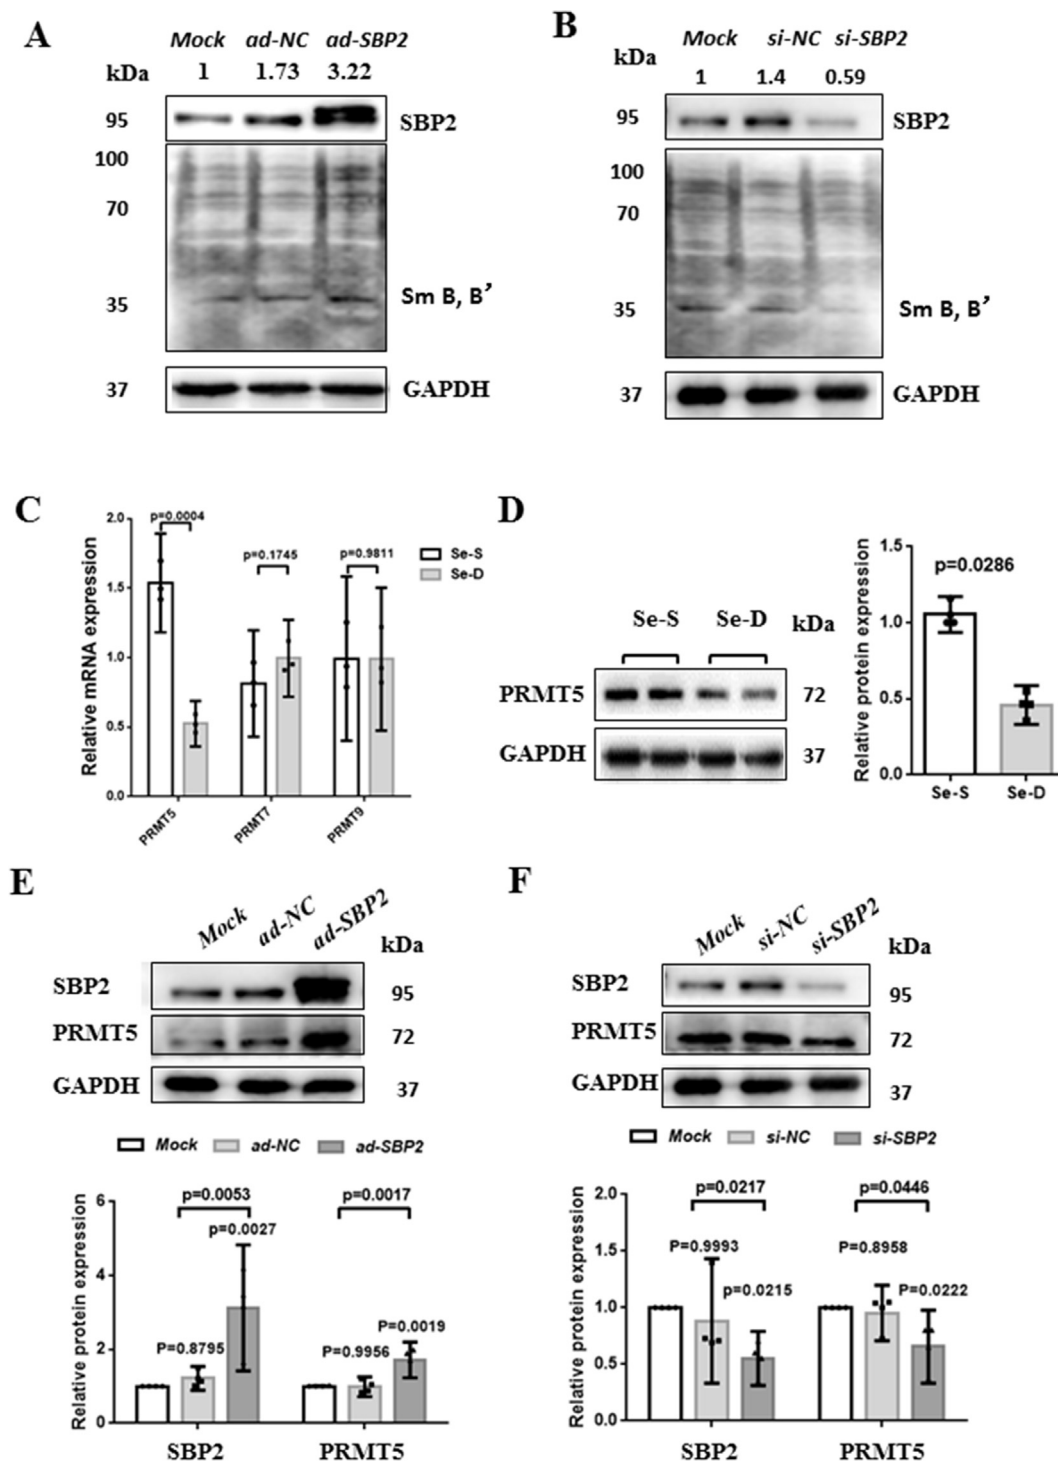 A
Mock ad-NC ad-SBP2
kDa 1 1.73 3.22
95 SBP2
100
70
35 Sm B, B’
37 GAPDH
B
Mock si-NC si-SBP2
kDa
1 1.4 0.59
95 SBP2
100
70
35 Sm B, B’
37 GAPDH
C
Relative mRNA expression
2.0
1.5
1.0
0.5
0.0
p=0.0004
p=0.1745
p=0.9811
Se-S
Se-D
PRMT5 PRMT7 PRMT9
D
Se-S Se-D kDa
PRMT5 72
GAPDH 37
Relative protein expression
1.5
1.0
0.5
0.0
p=0.0286
Se-S Se-D
E
Mock ad-NC ad-SBP2
kDa
SBP2 95
PRMT5 72
GAPDH 37
Mock ad-NC ad-SBP2
Relative protein expression
6
4
2
0
p=0.0053 p=0.0017
p=0.0027
P=0.8795
P=0.9956
P=0.0019
SBP2 PRMT5
F
Mock si-NC si-SBP2
kDa
SBP2 95
PRMT5 72
GAPDH 37
Mock si-NC si-SBP2
Relative protein expression
2.0
1.5
1.0
0.5
0.0
p=0.0217 p=0.0446
P=0.9993 P=0.8958
p=0.0215 P=0.0222
SBP2 PRMT5